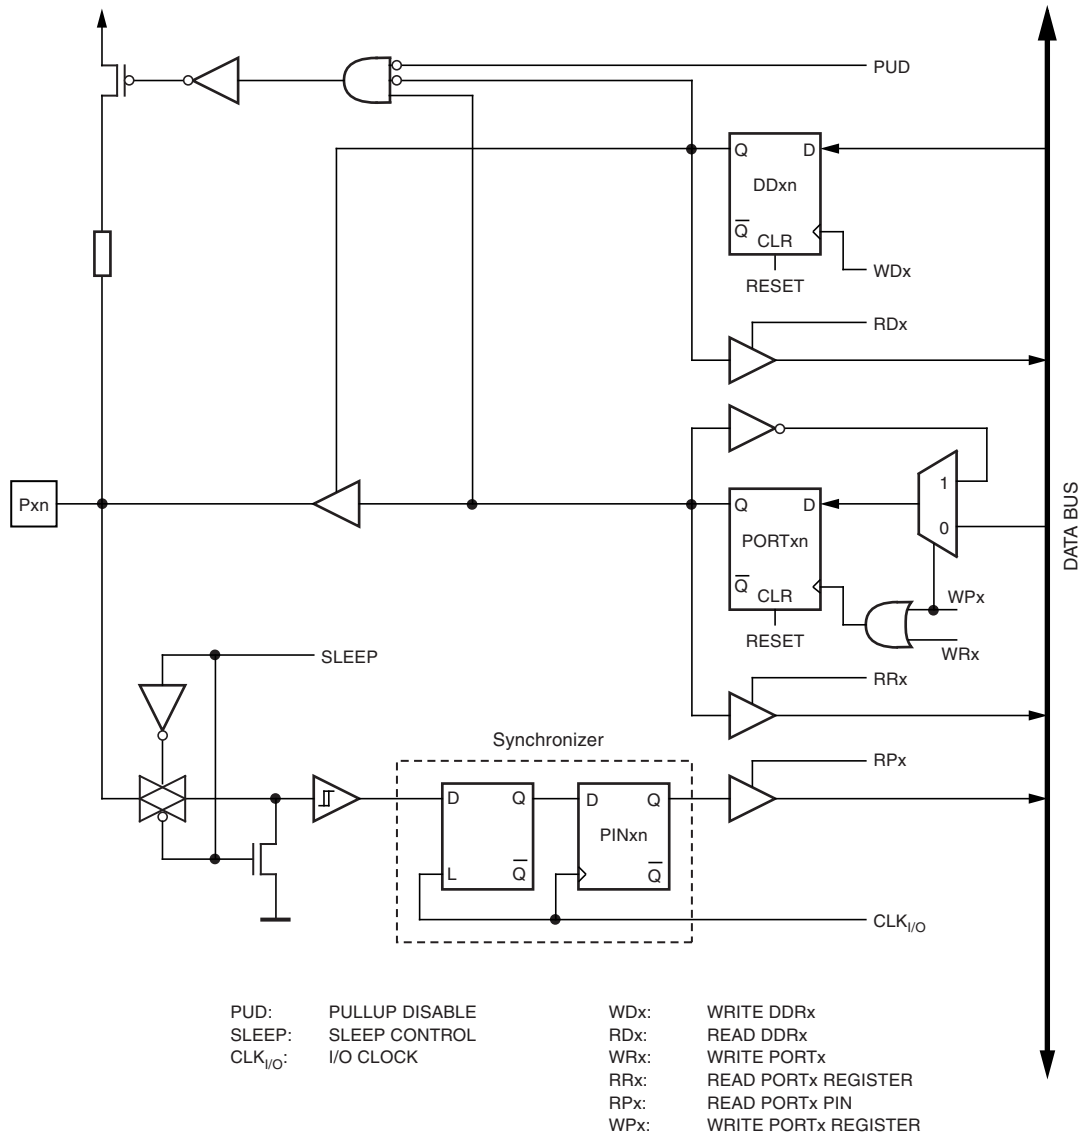 PUD
Q D
DDxn
Q
CLR
WDx
RESET
RDx
Pxn
1
Q D
0
PORTxn
Q
CLR
WPx
RESET
WRx
DATA BUS
SLEEP
RRx
Synchronizer
RPx
D Q
D Q
PINxn
L Q
Q
CLK I/O
PUD: PULLUP DISABLE
SLEEP: SLEEP CONTROL
CLK I/O: I/O CLOCK
WDx: WRITE DDRx
RDx: READ DDRx
WRx: WRITE PORTx
RRx: READ PORTx REGISTER
RPx: READ PORTx PIN
WPx: WRITE PORTx REGISTER